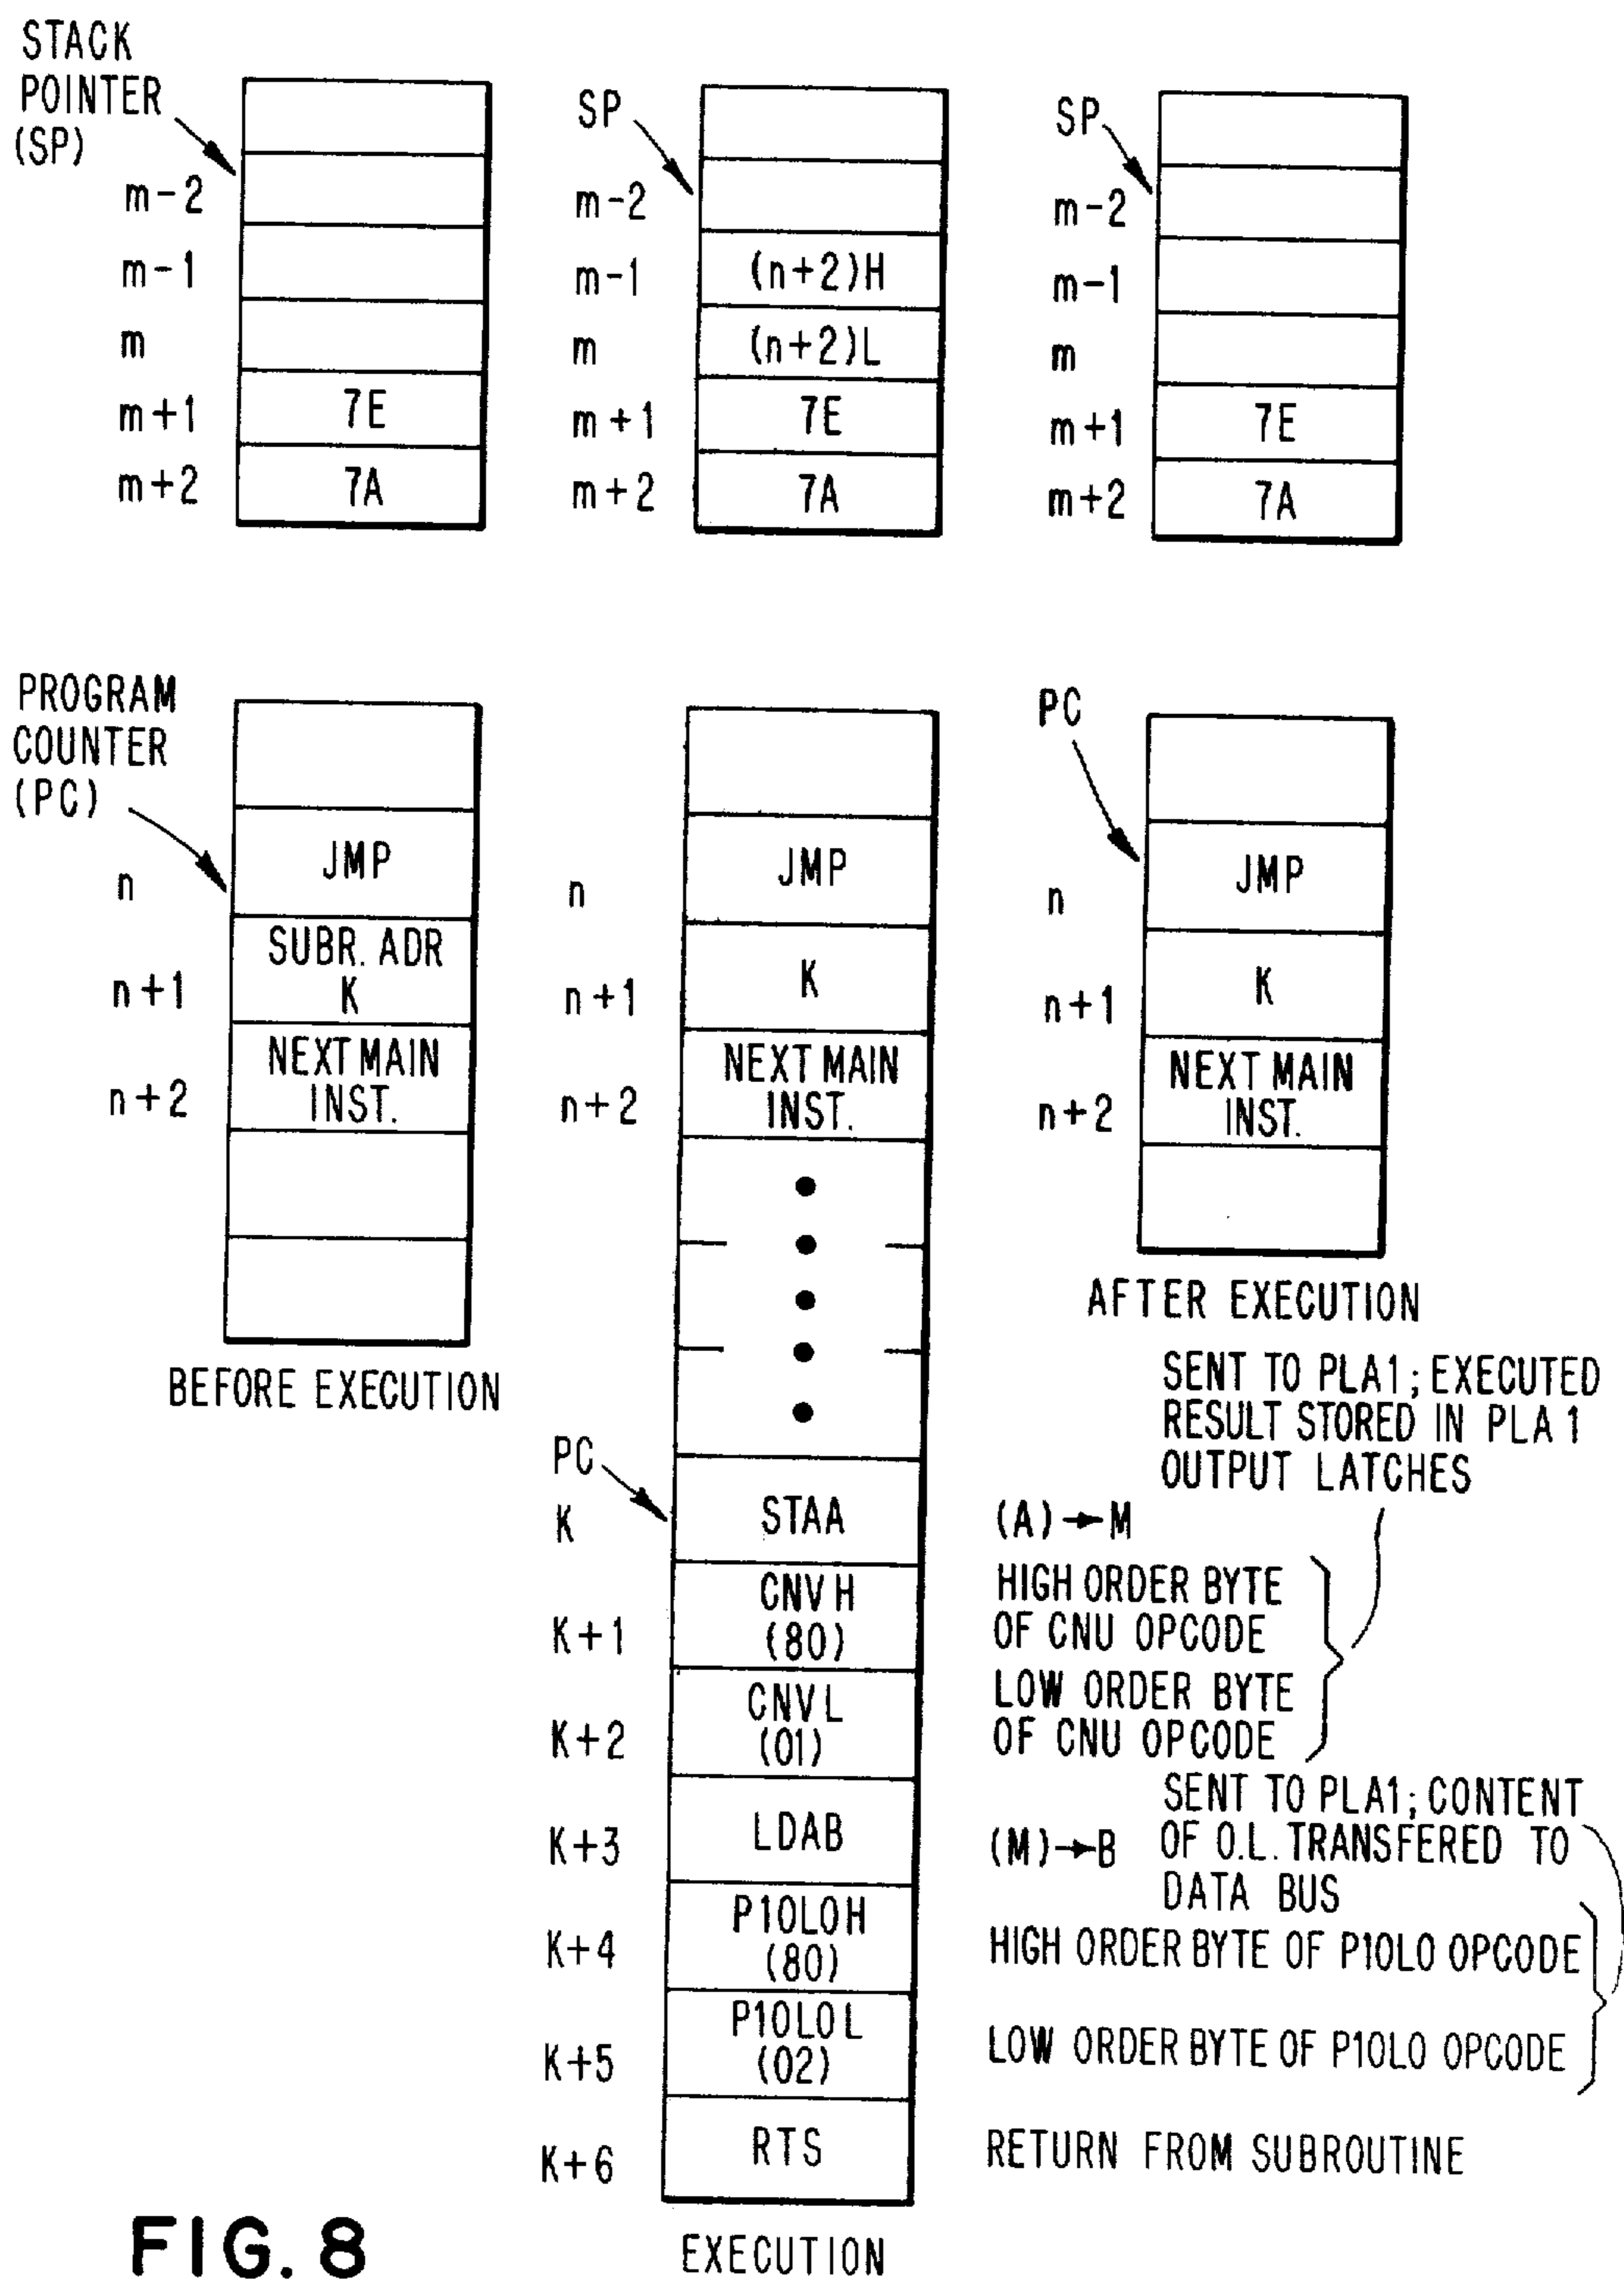 STACK
POINTER
(SP)
m-2
m-1
m
m+1
m+2
7E
7A
SP
m-2
m-1
m
m+1
m+2
(n+2)H
(n+2)L
7E
7A
SP
m-2
m-1
m
m+1
m+2
7E
7A
PROGRAM
COUNTER
(PC)
n
n+1
n+2
JMP
SUBR. ADR
K
NEXT MAIN
INST.
BEFORE EXECUTION
n
n+1
n+2
JMP
K
NEXT MAIN
INST.
PC
n
n+1
n+2
JMP
K
NEXT MAIN
INST.
AFTER EXECUTION
PC
K
STAA
(A)→M
SENT TO PLA1; EXECUTED
RESULT STORED IN PLA 1
OUTPUT LATCHES
K+1
CNV H
(80)
HIGH ORDER BYTE
OF CNU OPCODE
K+2
CNV L
(01)
LOW ORDER BYTE
OF CNU OPCODE
K+3
LDAB
(M)→B
SENT TO PLA1; CONTENT
OF O.L. TRANSFERED TO
DATA BUS
K+4
P10LO H
(80)
HIGH ORDER BYTE OF P10LO OPCODE
K+5
P10LO L
(02)
LOW ORDER BYTE OF P10LO OPCODE
K+6
RTS
RETURN FROM SUBROUTINE
EXECUTION
FIG. 8